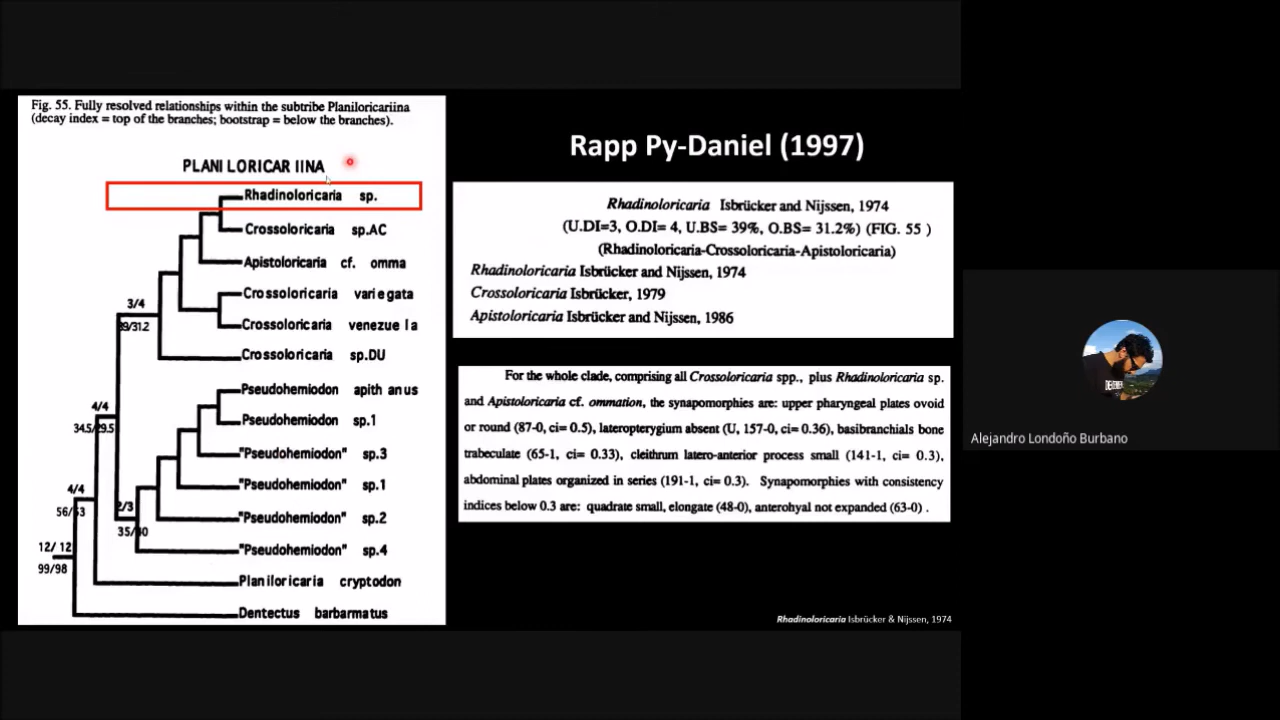 Fig. 55. Fully resolved relationships within the subtribe Planiloricariina
(decay index = top of the branches; bootstrap = below the branches).
PLANILORICARIINA
Rhadinoloricaria sp.
Crossoloricaria sp.AC
Apistoloricaria cf. omma
Crossoloricaria variegata
Crossoloricaria venezuela
Crossoloricaria sp.DU
Pseudohemiodon apithanus
Pseudohemiodon sp.1
"Pseudohemiodon" sp.3
"Pseudohemiodon" sp.1
"Pseudohemiodon" sp.2
"Pseudohemiodon" sp.4
Planiloricaria cryptodon
Dentectus barbarmatus
3/4
4/4
34.5/29.5
4/4
2/3
12/ 12
99/98
Rapp Py-Daniel (1997)
Rhadinoloricaria Isbrücker and Nijssen, 1974
(U.DI=3, O.DI= 4, U.BS= 39%, O.BS= 31.2%) (FIG. 55 )
(Rhadinoloricaria-Crossoloricaria-Apistoloricaria)
Rhadinoloricaria Isbrücker and Nijssen, 1974
Crossoloricaria Isbrücker, 1979
Apistoloricaria Isbrücker and Nijssen, 1986
For the whole clade, comprising all Crossoloricaria spp., plus Rhadinoloricaria sp.
and Apistoloricaria cf. ommation, the synapomorphies are: upper pharyngeal plates ovoid
or round (87-0, ci= 0.5), lateropterygium absent (U, 157-0, ci= 0.36), basibranchials bone
trabeculate (65-1, ci= 0.33), cleithrum latero-anterior process small (141-1, ci= 0.3),
abdominal plates organized in series (191-1, ci= 0.3). Synapomorphies with consistency
indices below 0.3 are: quadrate small, elongate (48-0), anterohyal not expanded (63-0) .
Rhadinoloricaria Isbrücker & Nijssen, 1974
Alejandro Londoño Burbano